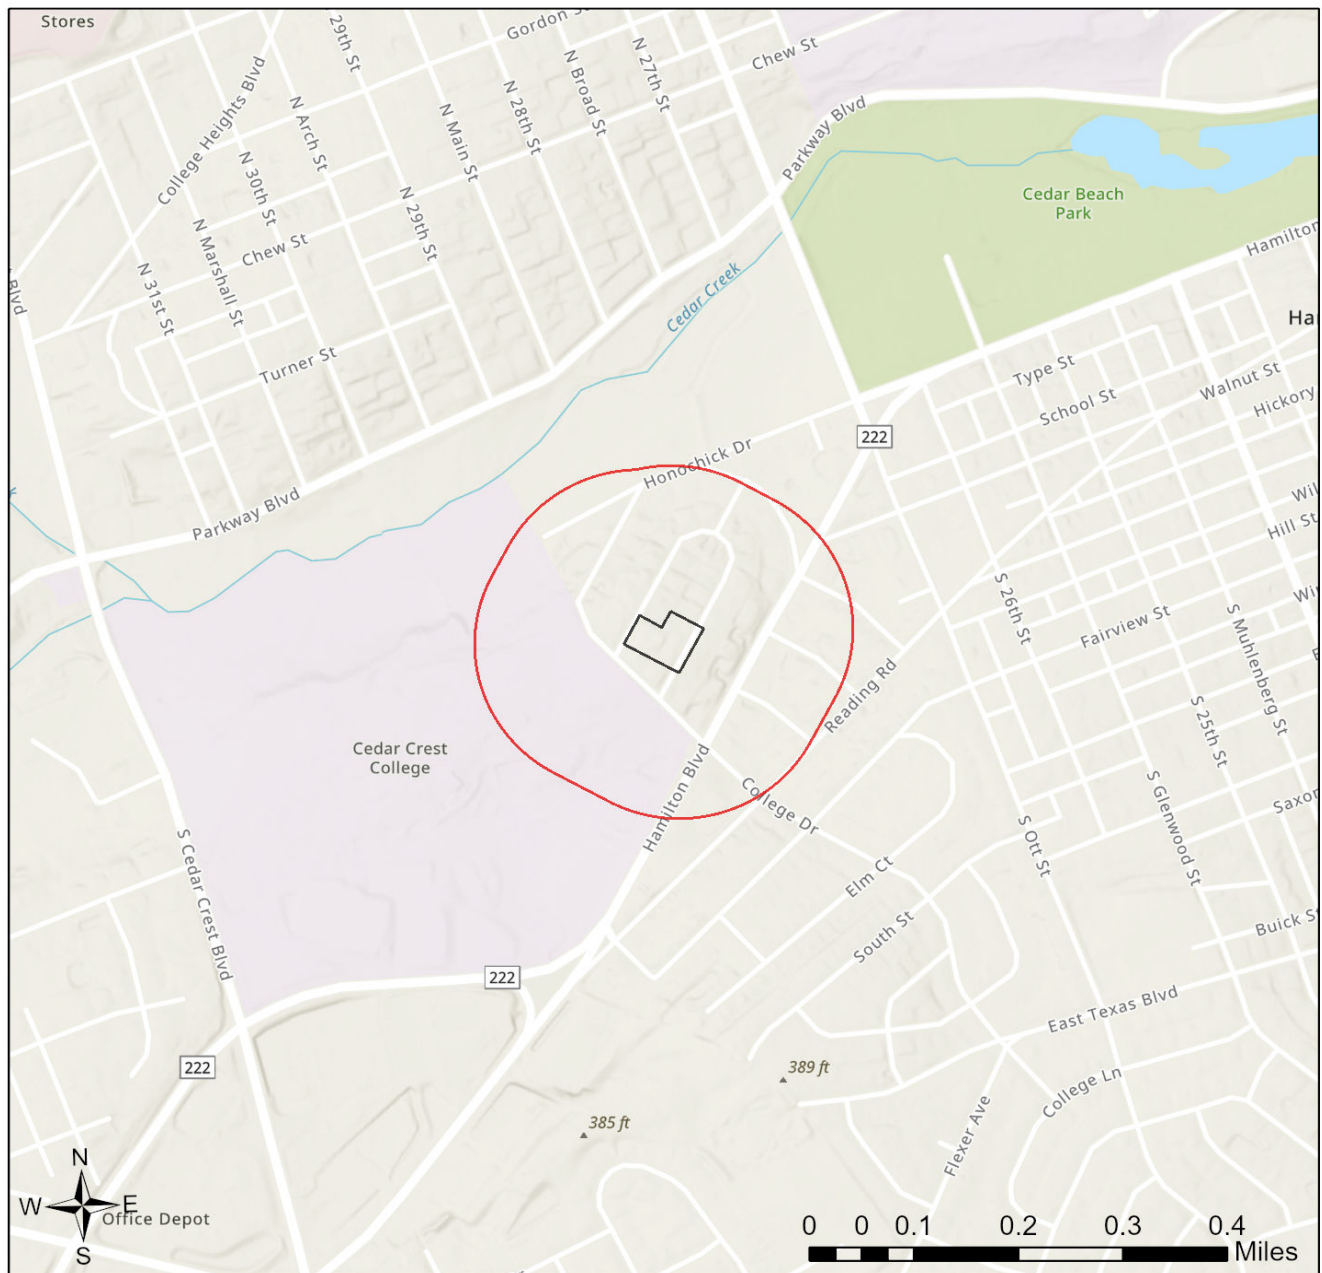 Stores
Gordon St
29th St
N 27th St
Chew St
College Heights Blvd
N Broad St
N 28th St
N Main St
N Arch St
Parkway Blvd
N 30th St
N 29th St
Cedar Beach
Park
N Marshall St
Chew St
Hamilton
Blvd
N 31st St
Cedar Creek
Ha
Turner St
Type St
Walnut St
School St
Hickory
222
Honochick Dr
Parkway Blvd
Wil
Hill St
S 26th St
Fairview St
S Muhlenberg St
Reading Rd
S 25th St
Cedar Crest
College
Hamilton Blvd
College Dr
S Glenwood St
Saxon
S Cedar Crest Blvd
S Ott St
Elm Ct
South St
Buick St
222
East Texas Blvd
222
389 ft
College Ln
385 ft
Flexer Ave
N
W E
S
Office Depot
0 0 0.1 0.2 0.3 0.4
Miles